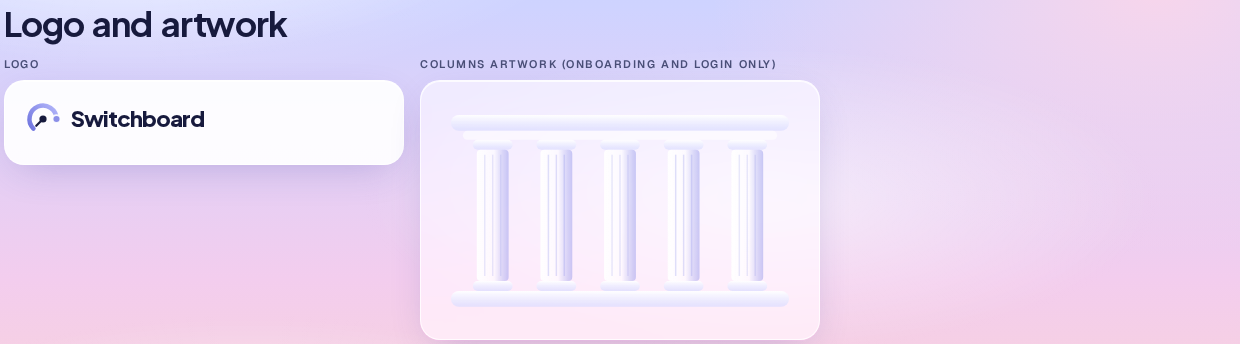 Logo and artwork
LOGO
Switchboard
COLUMNS ARTWORK (ONBOARDING AND LOGIN ONLY)